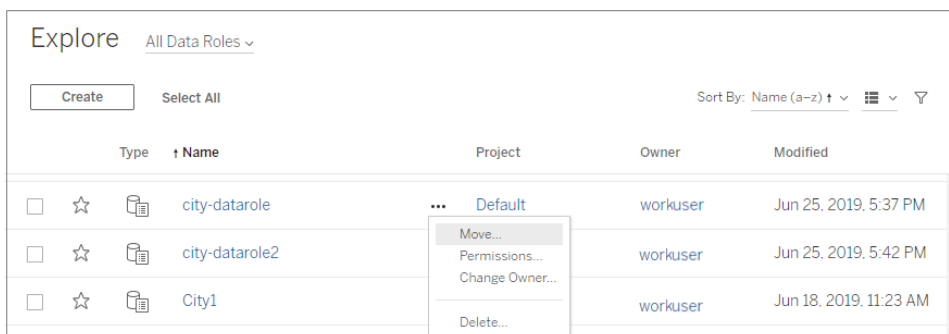 Explore All Data Roles
Create Select All Sort By: Name (a–z)
Type Name Project Owner Modified
city-datarole Default workuser Jun 25, 2019, 5:37 PM
Move...
city-datarole2 Permissions... workuser Jun 25, 2019, 5:42 PM
Change Owner...
City1 workuser Jun 18, 2019, 11:23 AM
Delete...